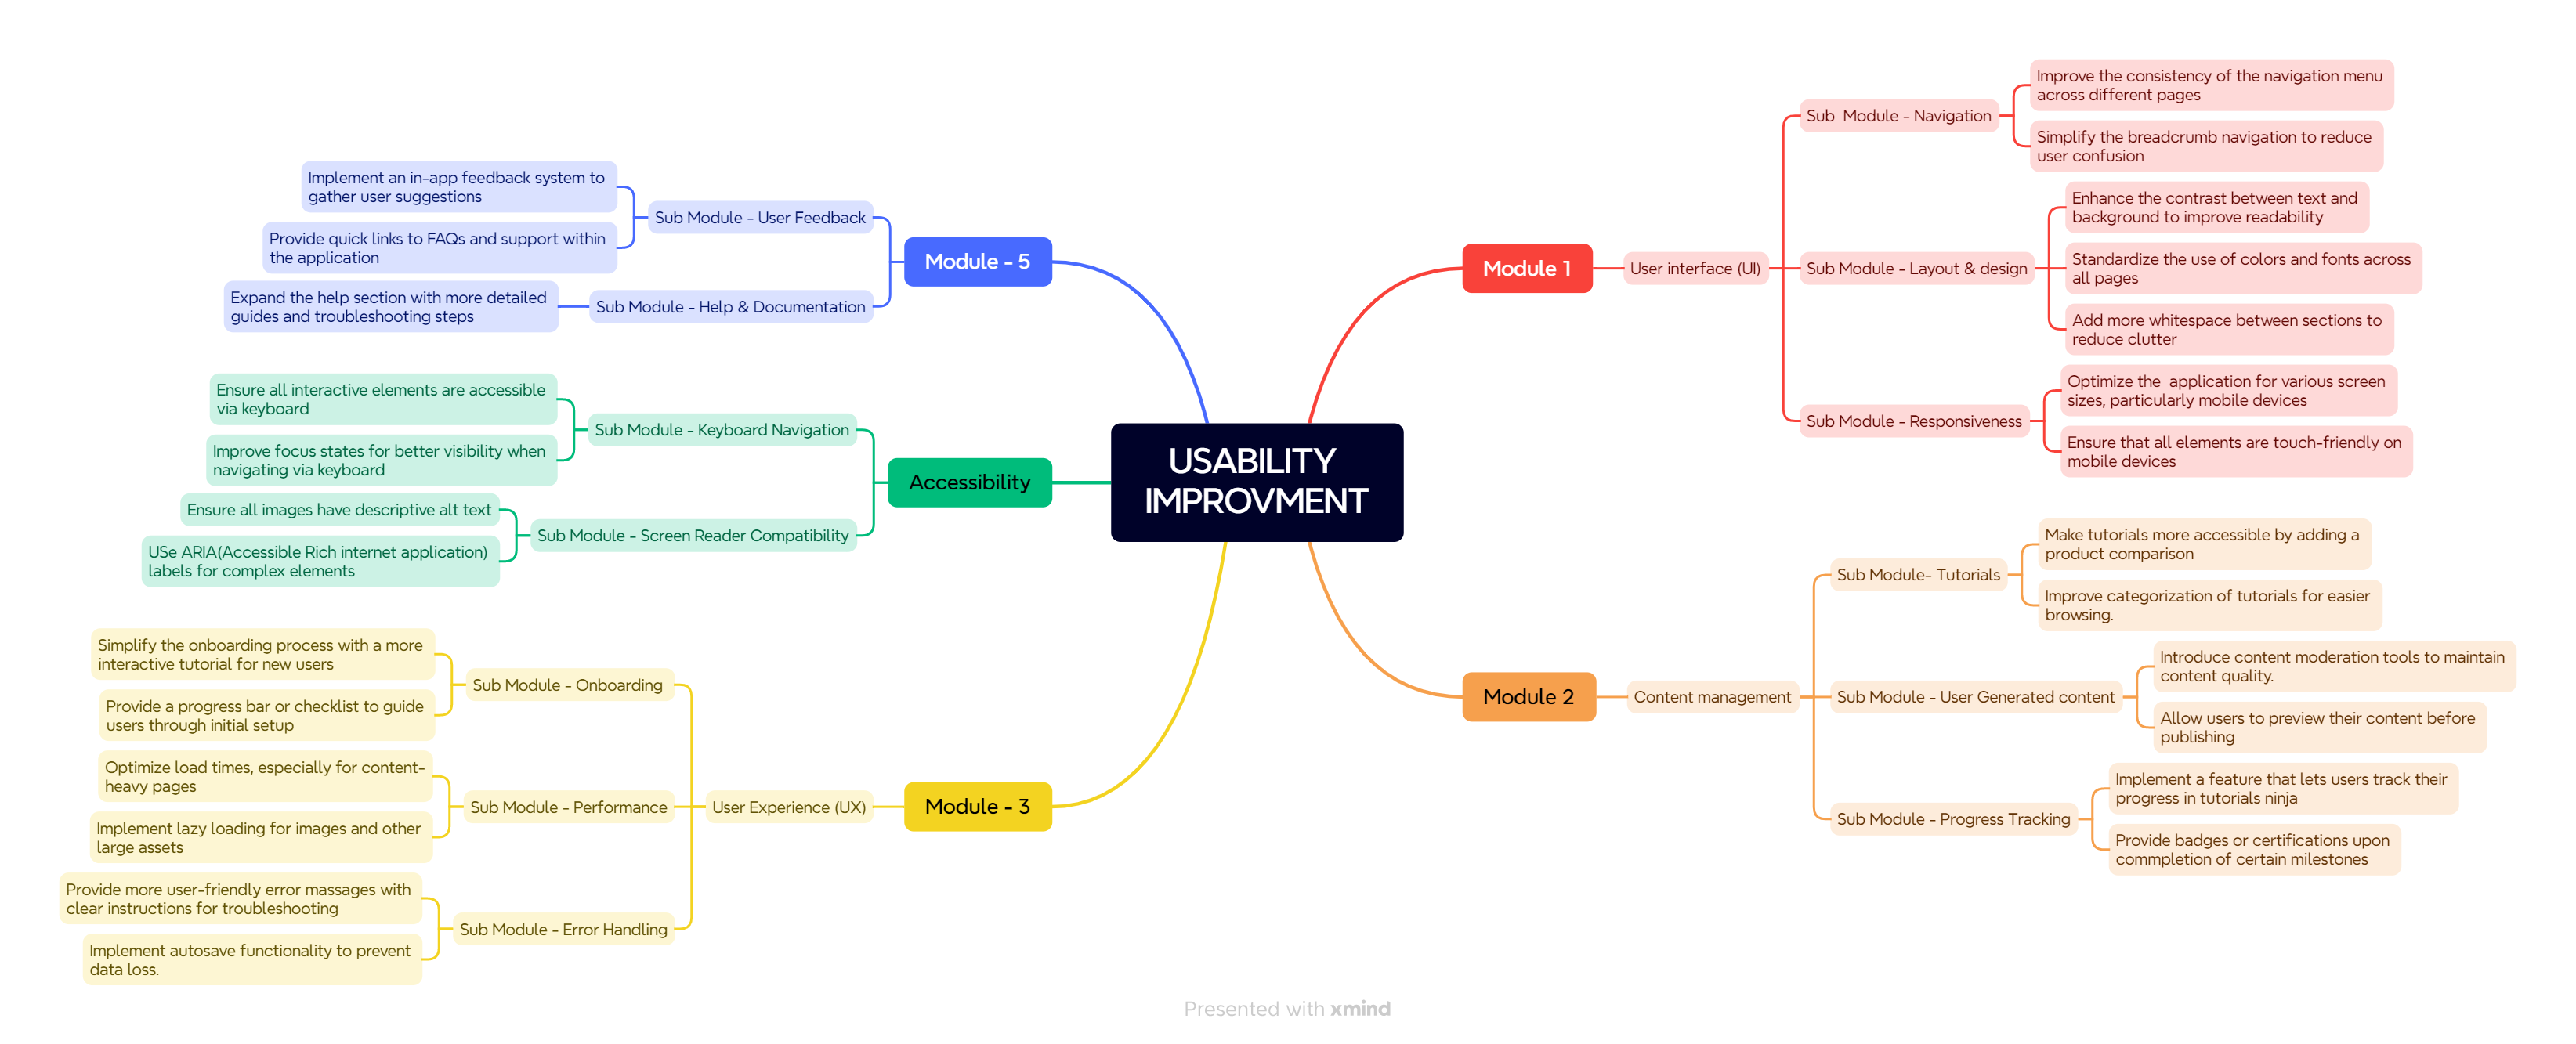 USABILITY
IMPROVMENT
Module 1
User interface (UI)
Sub  Module - Navigation
Improve the consistency of the navigation menu
across different pages
Simplify the breadcrumb navigation to reduce
user confusion
Sub Module - Layout & design
Enhance the contrast between text and
background to improve readability
Standardize the use of colors and fonts across
all pages
Add more whitespace between sections to
reduce clutter
Sub Module - Responsiveness
Optimize the  application for various screen
sizes, particularly mobile devices
Ensure that all elements are touch-friendly on
mobile devices
Module 2
Content management
Sub Module- Tutorials
Make tutorials more accessible by adding a
product comparison
Improve categorization of tutorials for easier
browsing.
Sub Module - User Generated content
Introduce content moderation tools to maintain
content quality.
Allow users to preview their content before
publishing
Sub Module - Progress Tracking
Implement a feature that lets users track their
progress in tutorials ninja
Provide badges or certifications upon
commpletion of certain milestones
Module - 3
User Experience (UX)
Sub Module - Onboarding
Simplify the onboarding process with a more
interactive tutorial for new users
Provide a progress bar or checklist to guide
users through initial setup
Sub Module - Performance
Optimize load times, especially for content-
heavy pages
Implement lazy loading for images and other
large assets
Sub Module - Error Handling
Provide more user-friendly error massages with
clear instructions for troubleshooting
Implement autosave functionality to prevent
data loss.
Accessibility
Sub Module - Keyboard Navigation
Ensure all interactive elements are accessible
via keyboard
Improve focus states for better visibility when
navigating via keyboard
Sub Module - Screen Reader Compatibility
Ensure all images have descriptive alt text
USe ARIA(Accessible Rich internet application)
labels for complex elements
Module - 5
Sub Module - User Feedback
Implement an in-app feedback system to
gather user suggestions
Provide quick links to FAQs and support within
the application
Sub Module - Help & Documentation
Expand the help section with more detailed
guides and troubleshooting steps
Presented with xmind